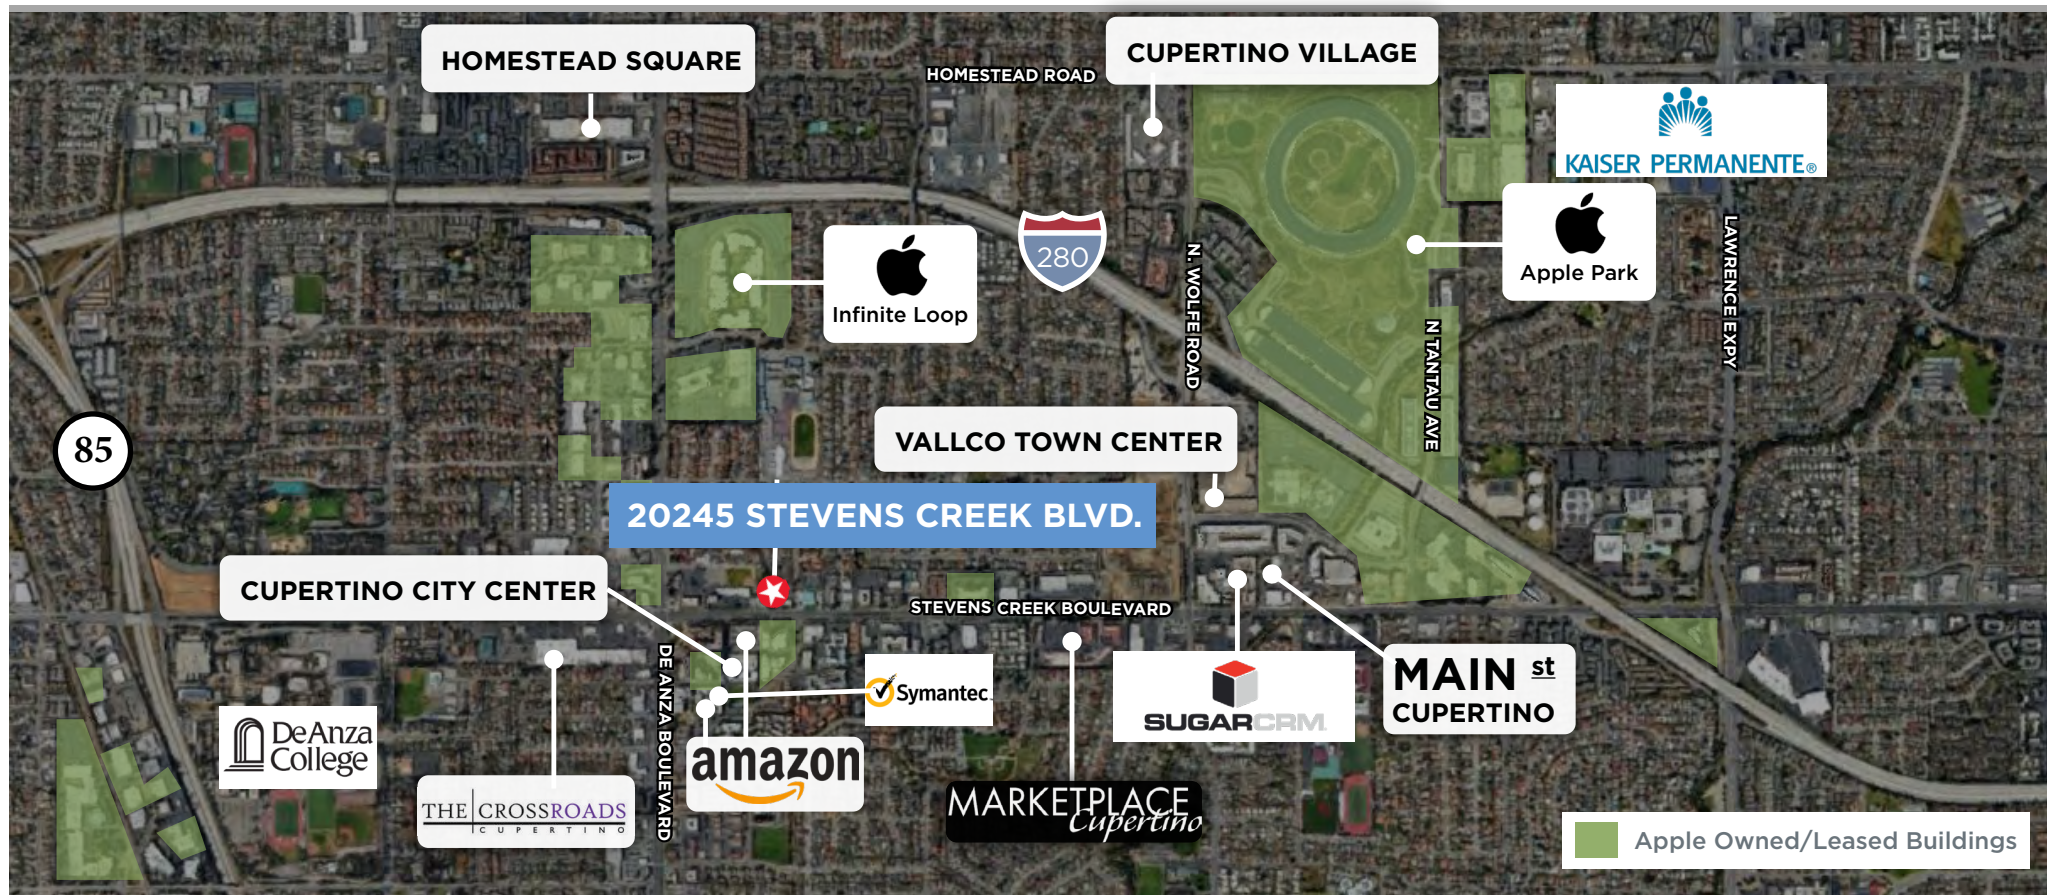 HOMESTEAD SQUARE
CUPERTINO VILLAGE
HOMESTEAD ROAD
KAISER PERMANENTE®
Apple Park
280
Infinite Loop
N. WOLFE ROAD
N TANTAU AVE
LAWRENCE EXPY
85
VALLCO TOWN CENTER
20245 STEVENS CREEK BLVD.
CUPERTINO CITY CENTER
STEVENS CREEK BOULEVARD
DE ANZA BOULEVARD
Symantec
SUGARCRM
MAIN st
CUPERTINO
DeAnza
College
amazon
THE CROSSROADS
CUPERTINO
MARKETPLACE
Cupertino
Apple Owned/Leased Buildings